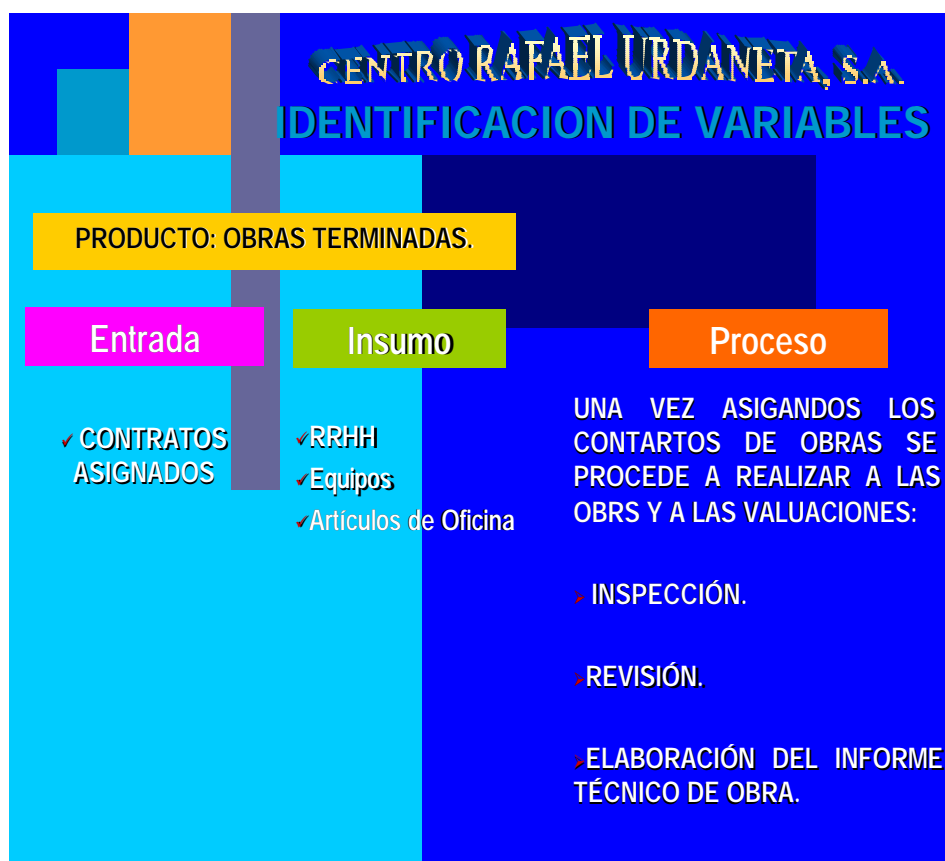 CENTRO RAFAEL URDANETA, S.A.
IDENTIFICACION DE VARIABLES
PRODUCTO: OBRAS TERMINADAS.
Entrada
✓ CONTRATOS
ASIGNADOS
Insumo
✓RRHH
✓Equipos
✓Artículos de Oficina
Proceso
UNA VEZ ASIGANDOS LOS
CONTARTOS DE OBRAS SE
PROCEDE A REALIZAR A LAS
OBRS Y A LAS VALUACIONES:
➢ INSPECCIÓN.
➢REVISIÓN.
➢ELABORACIÓN DEL INFORME
TÉCNICO DE OBRA.